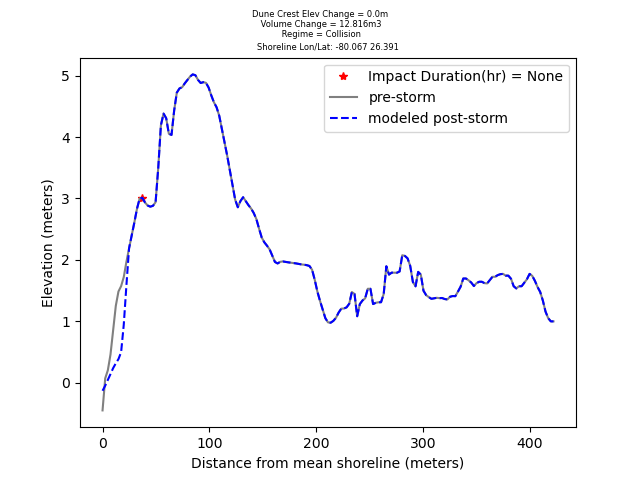 Dune Crest Elev Change = 0.0m
Volume Change = 12.816m3
Regime = Collision
Shoreline Lon/Lat: -80.067 26.391
Impact Duration(hr) = None
pre-storm
modeled post-storm
Elevation (meters)
5
4
3
2
1
0
0 100 200 300 400
Distance from mean shoreline (meters)